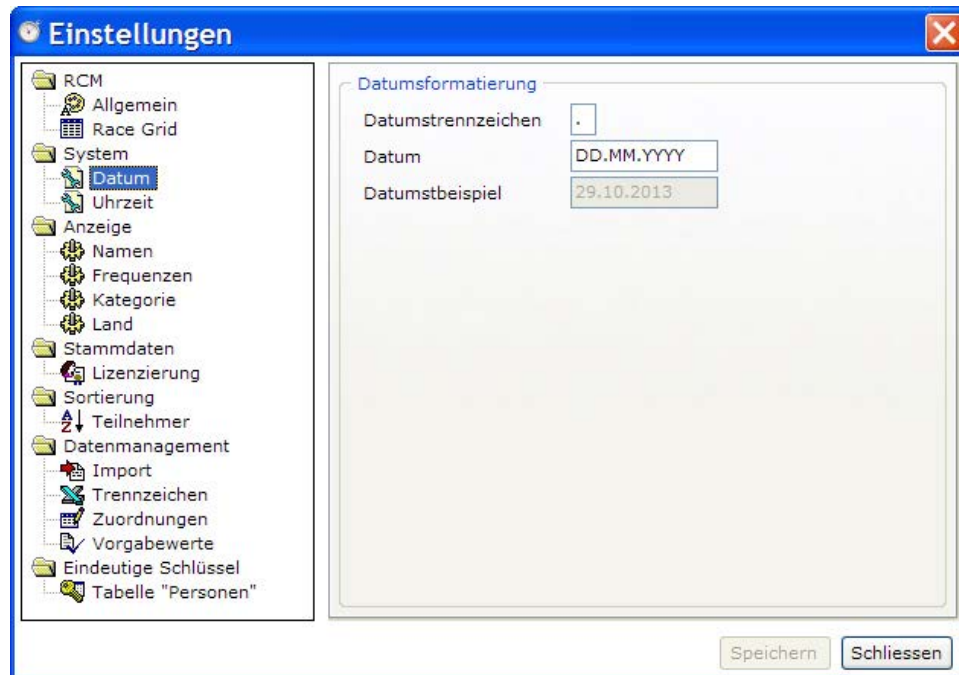 Einstellungen
RCM
Allgemein
Race Grid
System
Datum
Uhrzeit
Anzeige
Namen
Frequenzen
Kategorie
Land
Stammdaten
Lizenzierung
Sortierung
Teilnehmer
Datenmanagement
Import
Trennzeichen
Zuordnungen
Vorgabewerte
Eindeutige Schlüssel
Tabelle "Personen"
Datumsformatierung
Datumstrennzeichen .
Datum DD.MM.YYYY
Datumstbeispiel 29.10.2013
Speichern Schliessen